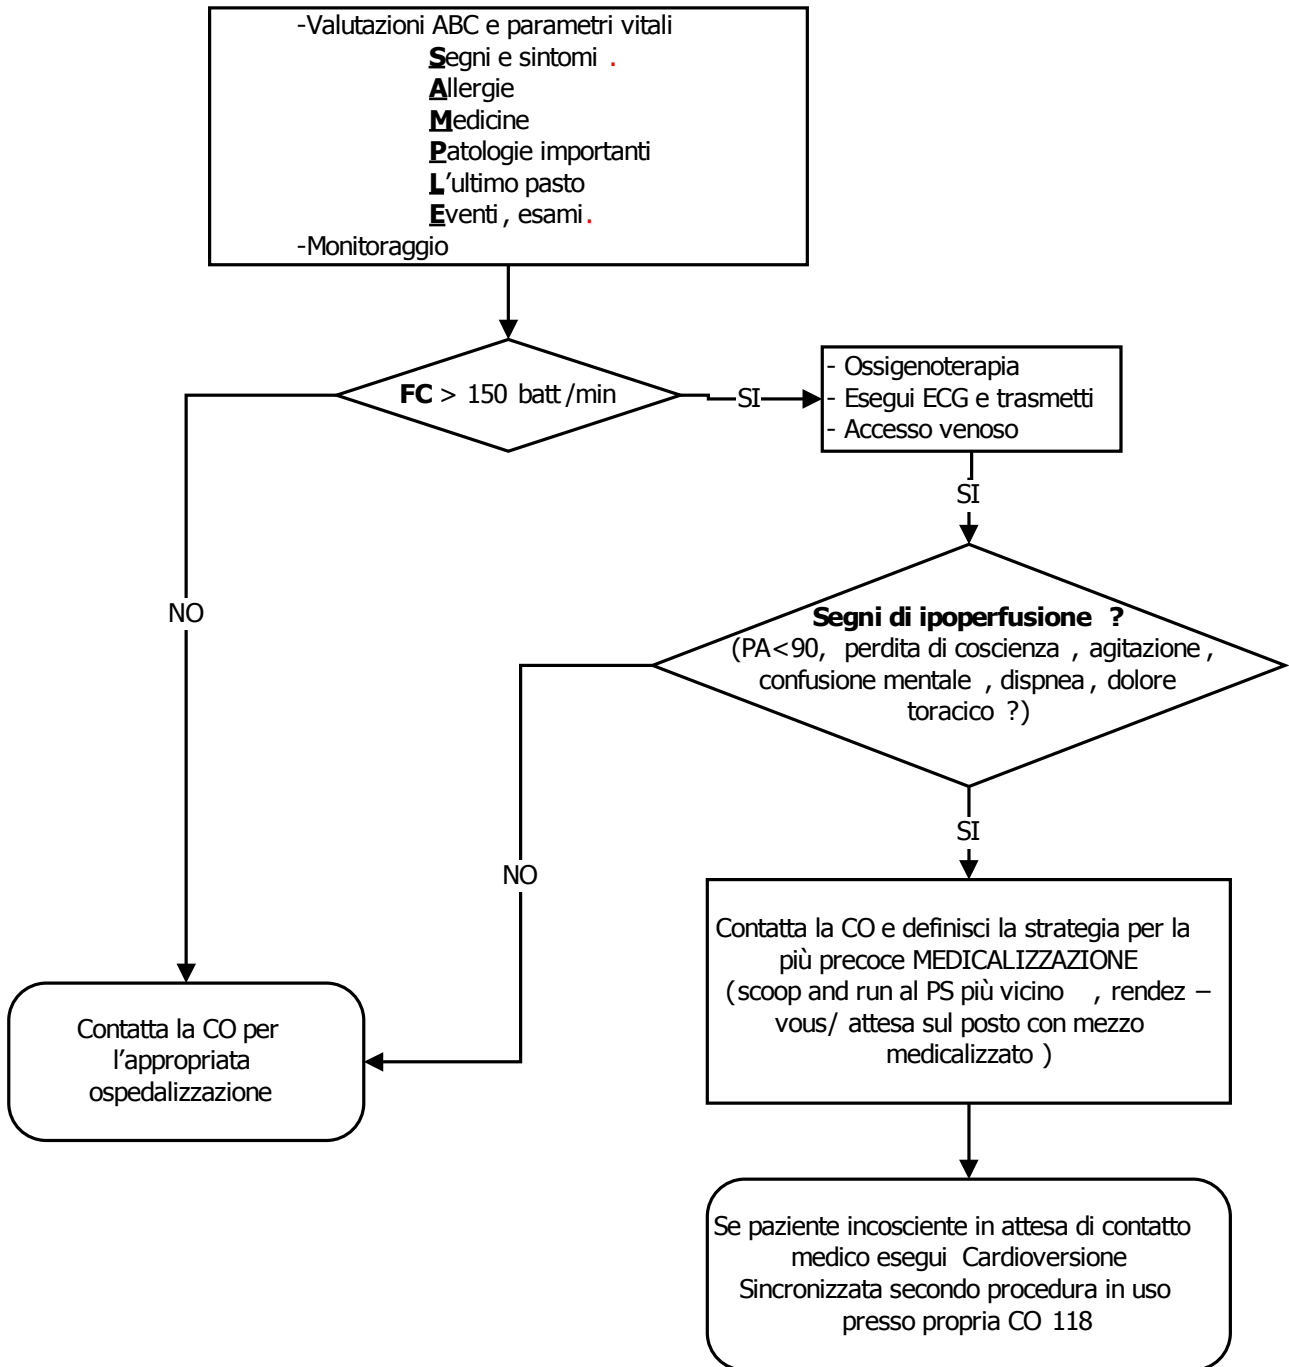 -Valutazioni ABC e parametri vitali
Segni e sintomi .
Allergie
Medicine
Patologie importanti
L'ultimo pasto
Eventi, esami.
-Monitoraggio
FC > 150 batt/min
SI
- Ossigenoterapia
- Esegui ECG e trasmetti
- Accesso venoso
SI
NO
Segni di ipoperfusione ?
(PA<90, perdita di coscienza , agitazione ,
confusione mentale , dispnea , dolore
toracico ?)
SI
NO
Contatta la CO e definisci la strategia per la
più precoce MEDICALIZZAZIONE
(scoop and run al PS più vicino , rendez –
vous/ attesa sul posto con mezzo
medicalizzato )
Contatta la CO per
l'appropriata
ospedalizzazione
Se paziente incosciente in attesa di contatto
medico esegui Cardioversione
Sincronizzata secondo procedura in uso
presso propria CO 118